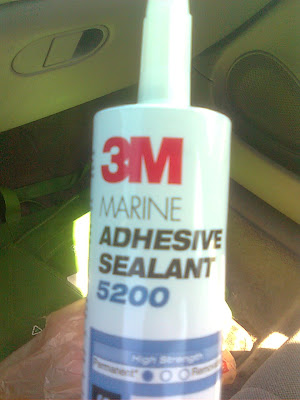 3M
MARINE
ADHESIVE
SEALANT
5200
High Strength
Permanent*